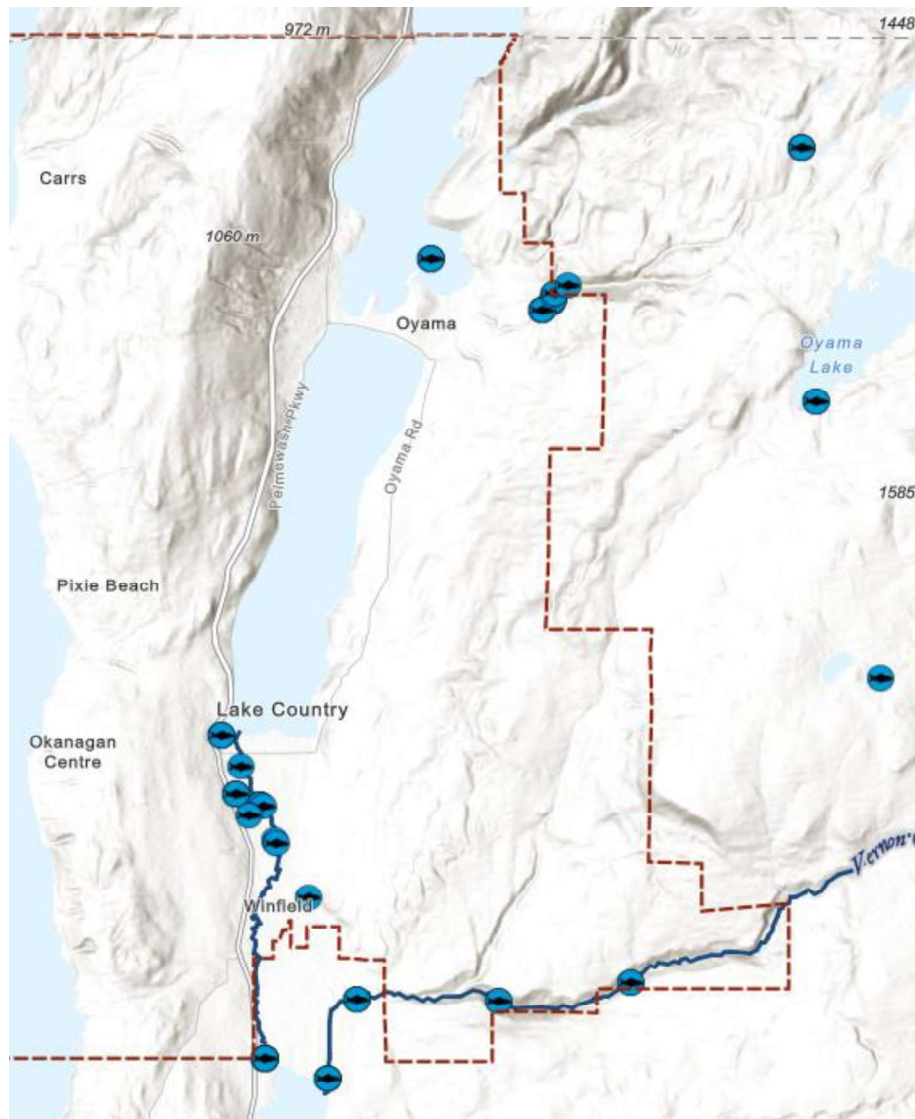 972 m
1448
Carrs
1060 m
Oyama
Oyama
Lake
Pelmewash Pkwy
Oyama Rd
1585
Pixie Beach
Lake Country
Okanagan
Centre
Winfield
Vernon